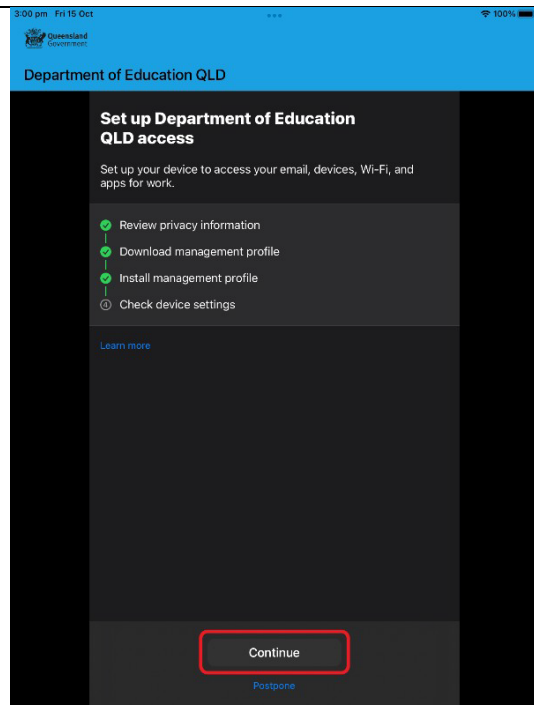 3:00 pm Fri 15 Oct
100%
Queensland
Government
Department of Education QLD
Set up Department of Education
QLD access
Set up your device to access your email, devices, Wi-Fi, and
apps for work.
Review privacy information
Download management profile
Install management profile
4 Check device settings
Learn more
Continue
Postpone